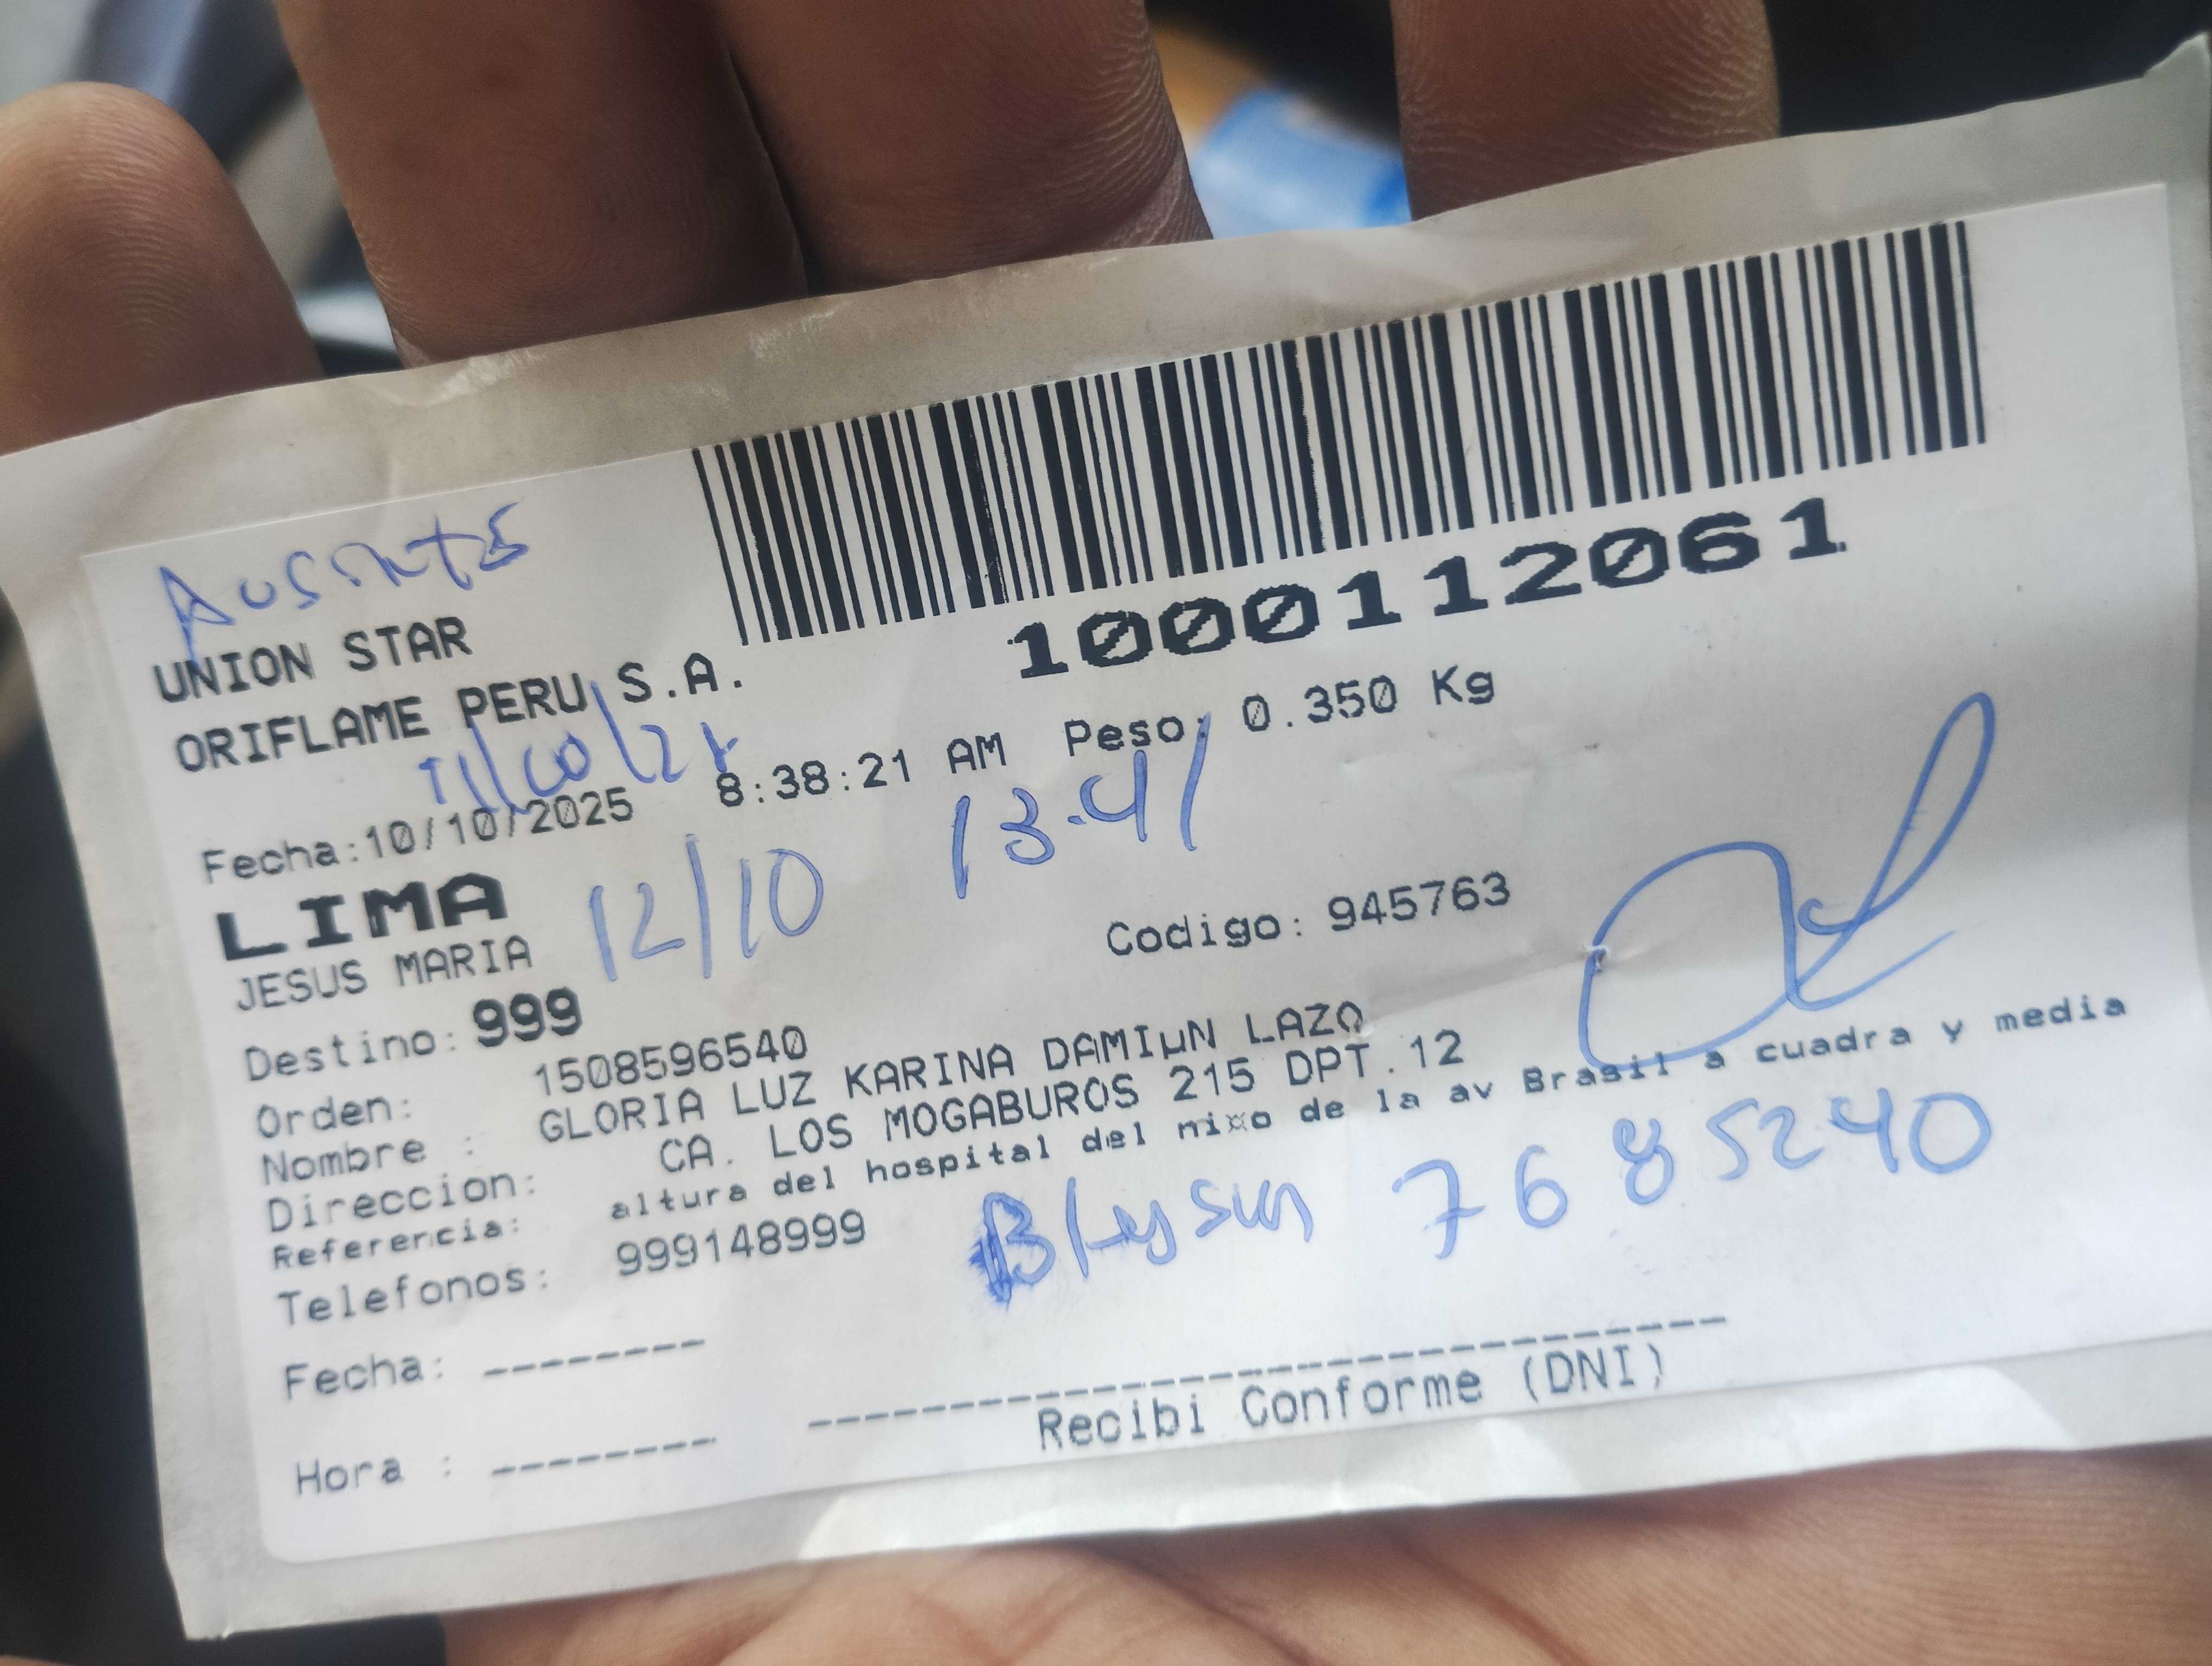 Ausente
UNION STAR
ORIFLAME PERU S.A.
1000112061
11/10/25
Fecha:10/10/2025 8:38:21 AM Peso: 0.350 Kg
LIMA
12/10 13:41
JESUS MARIA
Codigo: 945763
Destino: 999
Orden: 1508596540
Nombre : GLORIA LUZ KARINA DAMIµN LAZO
Direccion: CA. LOS MOGABUROS 215 DPT.12
Referencia: altura del hospital del ni¤o de la av Brasil a cuadra y media
Telefonos: 999148999
76885240
Fecha: --------
Hora : --------
Recibi Conforme (DNI)